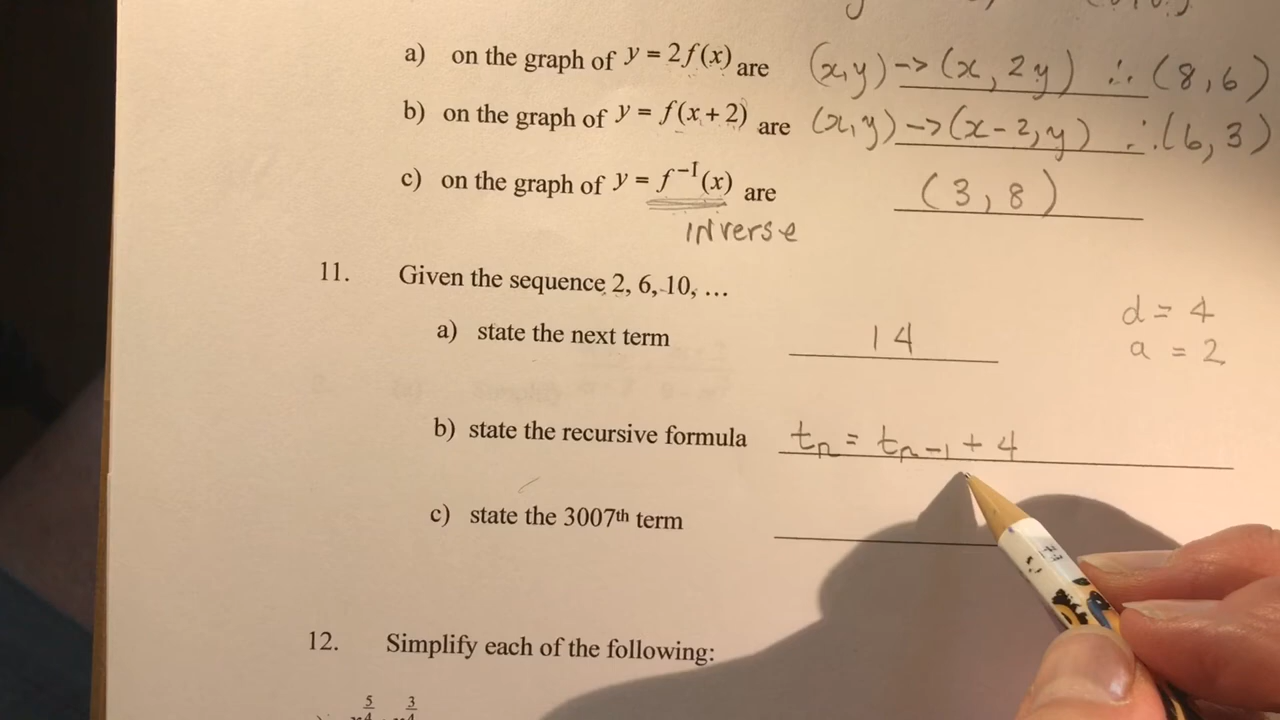 a) on the graph of y = 2f(x) are (x,y) -> (x, 2y) ∴ (8,6)
b) on the graph of y = f(x+2) are (x,y) -> (x-2, y) ∴ (6,3)
c) on the graph of y = f⁻¹(x) are (3,8)
inverse
11. Given the sequence 2, 6, 10, …
d = 4
a) state the next term 14
a = 2
b) state the recursive formula tₙ = tₙ₋₁ + 4
c) state the 3007th term
12. Simplify each of the following: